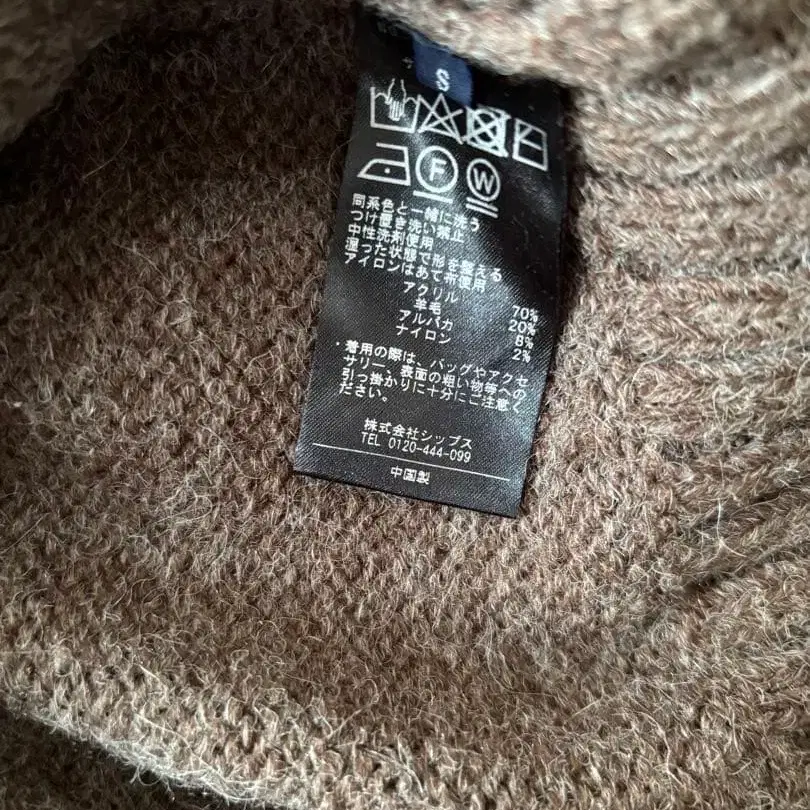 S
F W
同系色と一緒に洗う
つけ置き洗い禁止
中性洗剤使用
湿った状態で形を整える
アイロンはあて布使用
アクリル 70%
羊毛 20%
アルパカ 8%
ナイロン 2%
・着用の際は、バッグやアクセ
サリー、表面の粗い物等への
引っ掛かりに十分にご注意く
ださい。
株式会社シップス
TEL 0120-444-099
中国製